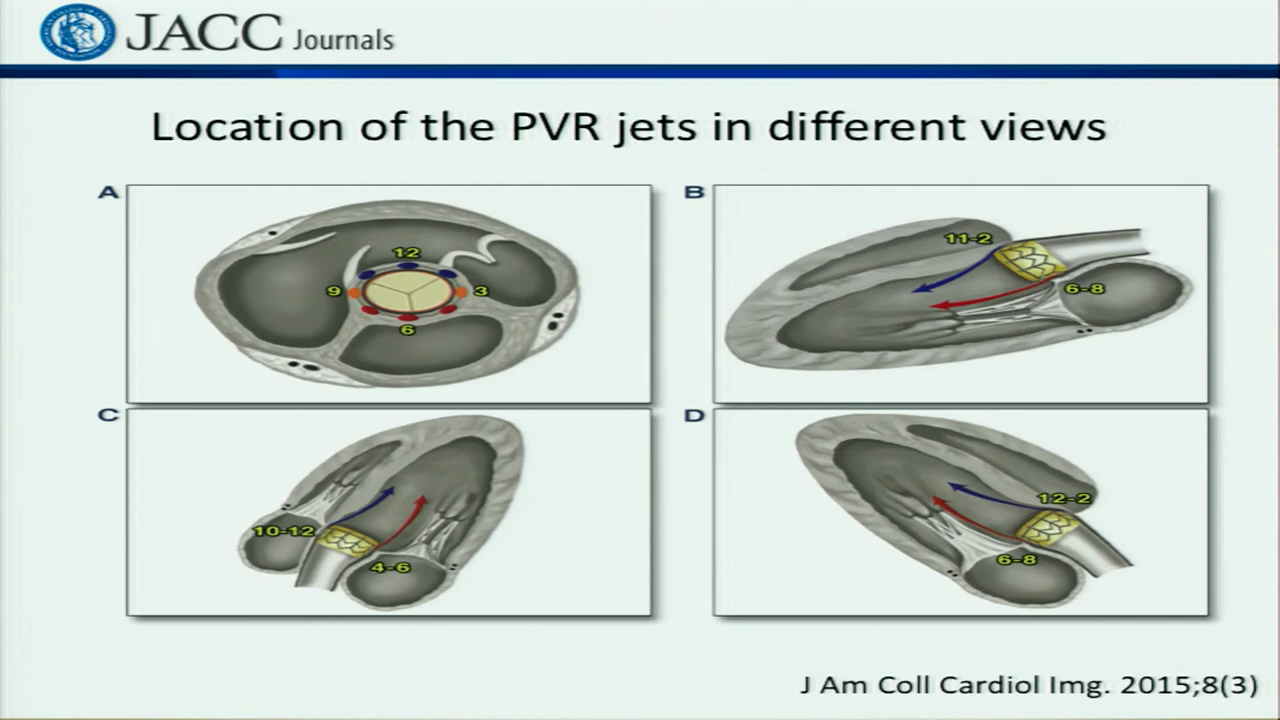 JACC Journals
Location of the PVR jets in different views
A
12
9
3
6
B
11-2
6-8
C
10-12
4-6
D
12-2
6-8
J Am Coll Cardiol Img. 2015;8(3)